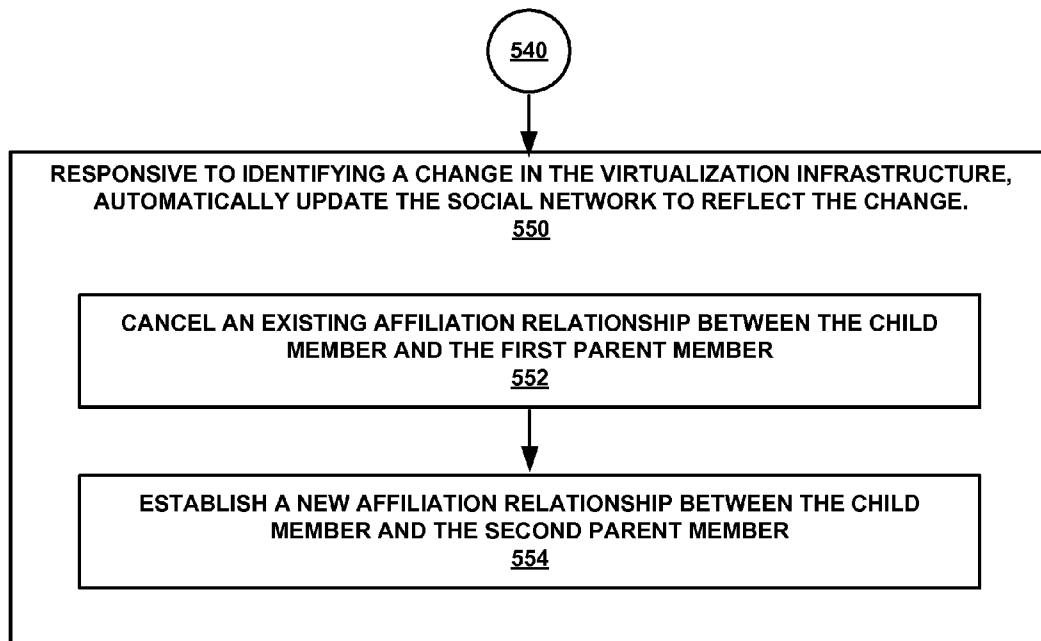 540
RESPONSIVE TO IDENTIFYING A CHANGE IN THE VIRTUALIZATION INFRASTRUCTURE,
AUTOMATICALLY UPDATE THE SOCIAL NETWORK TO REFLECT THE CHANGE.
550
CANCEL AN EXISTING AFFILIATION RELATIONSHIP BETWEEN THE CHILD
MEMBER AND THE FIRST PARENT MEMBER
552
ESTABLISH A NEW AFFILIATION RELATIONSHIP BETWEEN THE CHILD
MEMBER AND THE SECOND PARENT MEMBER
554